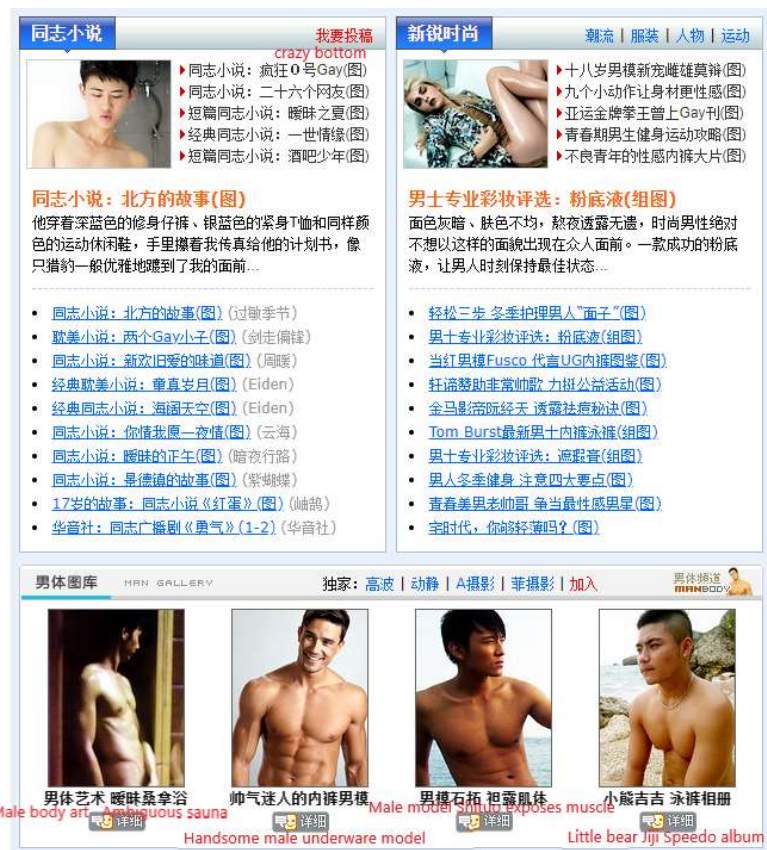 同志小说
我要投稿
crazy bottom
同志小说：疯狂0号Gay(图)
同志小说：二十六个网友(图)
短篇同志小说：暧昧之夏(图)
经典同志小说：一世情缘(图)
短篇同志小说：酒吧少年(图)
同志小说：北方的故事(图)
他穿着深蓝色的修身仔裤、银蓝色的紧身T恤和同样颜
色的运动休闲鞋，手里攥着我传真给他的计划书，像
只猎豹一般优雅地踱到了我的面前...
同志小说：北方的故事(图) (过敏季节)
耽美小说：两个Gay小子(图) (剑走偏锋)
同志小说：新欢旧爱的味道(图) (周暖)
经典耽美小说：童真岁月(图) (Eiden)
经典同志小说：海阔天空(图) (Eiden)
同志小说：你情我愿一夜情(图) (云海)
同志小说：暧昧的正午(图) (暗夜行路)
同志小说：景德镇的故事(图) (紫蝴蝶)
17岁的故事：同志小说《红蛋》(图) (岫鹄)
华音社：同志广播剧《勇气》(1-2) (华音社)
新锐时尚
潮流 | 服装 | 人物 | 运动
十八岁男模新宠雌雄莫辩(图)
九个小动作让身材更性感(图)
亚运金牌拳王曾上Gay刊(图)
青春期男生健身运动攻略(图)
不良青年的性感内裤大片(图)
男士专业彩妆评选：粉底液(组图)
面色灰暗、肤色不均，熬夜透露无遗，时尚男性绝对
不想以这样的面貌出现在众人面前。一款成功的粉底
液，让男人时刻保持最佳状态...
轻松三步 冬季护理男人“面子”(图)
男士专业彩妆评选：粉底液(组图)
当红男模Fusco 代言UG内裤图鉴(图)
轩谛赞助非常帅歌 力挺公益活动(图)
金马影帝阮经天 透露祛痘秘诀(图)
Tom Burst最新男士内裤泳裤(组图)
男士专业彩妆评选：遮瑕膏(组图)
男人冬季健身 注意四大要点(图)
青春美男老帅哥 争当最性感男星(图)
宅时代，你够轻薄吗？(图)
男体图库
MAN GALLERY
独家：高波 | 动静 | A摄影 | 菲摄影 | 加入
男体频道
MANBODY
男体艺术 暧昧桑拿浴
帅气迷人的内裤男模
男模石拓 袒露肌体
小熊吉吉 泳裤相册
Male body art - Ambiguous sauna
Male model Shituo exposes muscle
详细
详细
详细
详细
Handsome male underware model
Little bear Jiji Speedo album